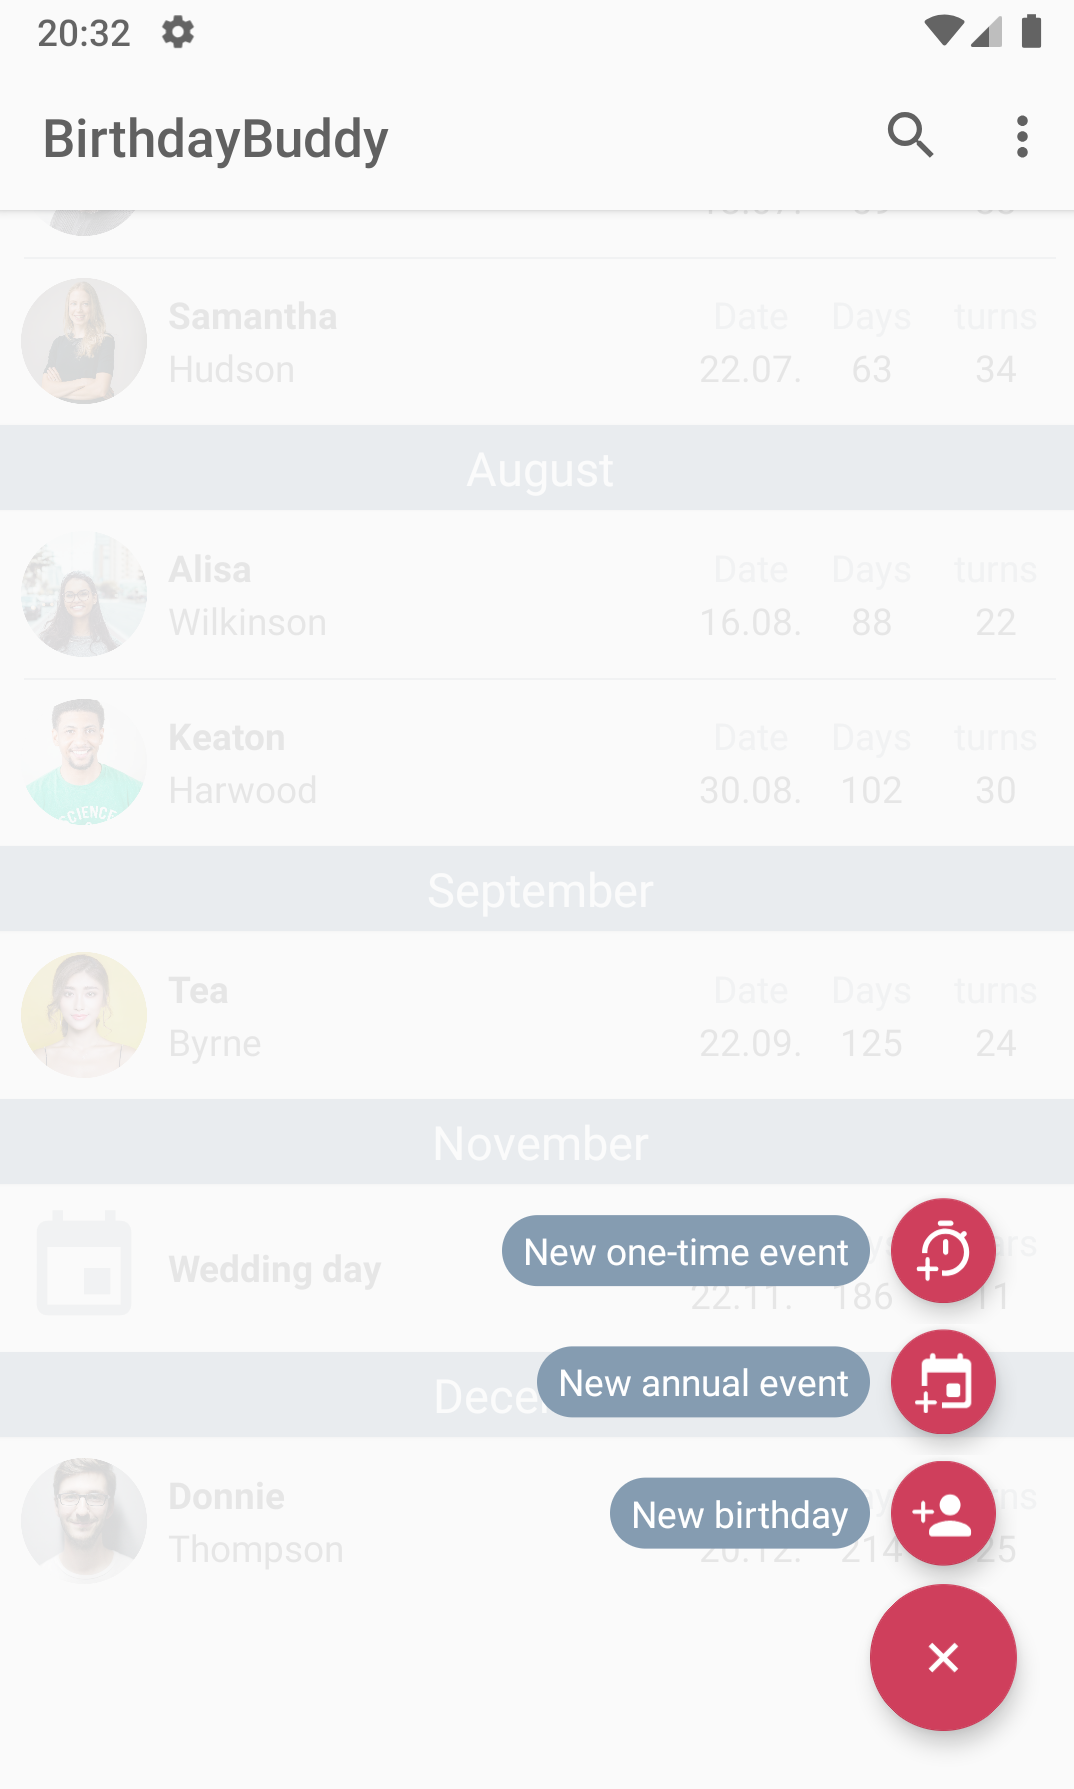 20:32
BirthdayBuddy
Samantha Date Days turns
Hudson 22.07. 63 34
August
Alisa Date Days turns
Wilkinson 16.08. 88 22
Keaton Date Days turns
Harwood 30.08. 102 30
SCIENCE
September
Tea Date Days turns
Byrne 22.09. 125 24
November
New one-time event
Wedding day
22.11. 186 11
New annual event
Donnie
New birthday
Thompson 20.12. 214 25